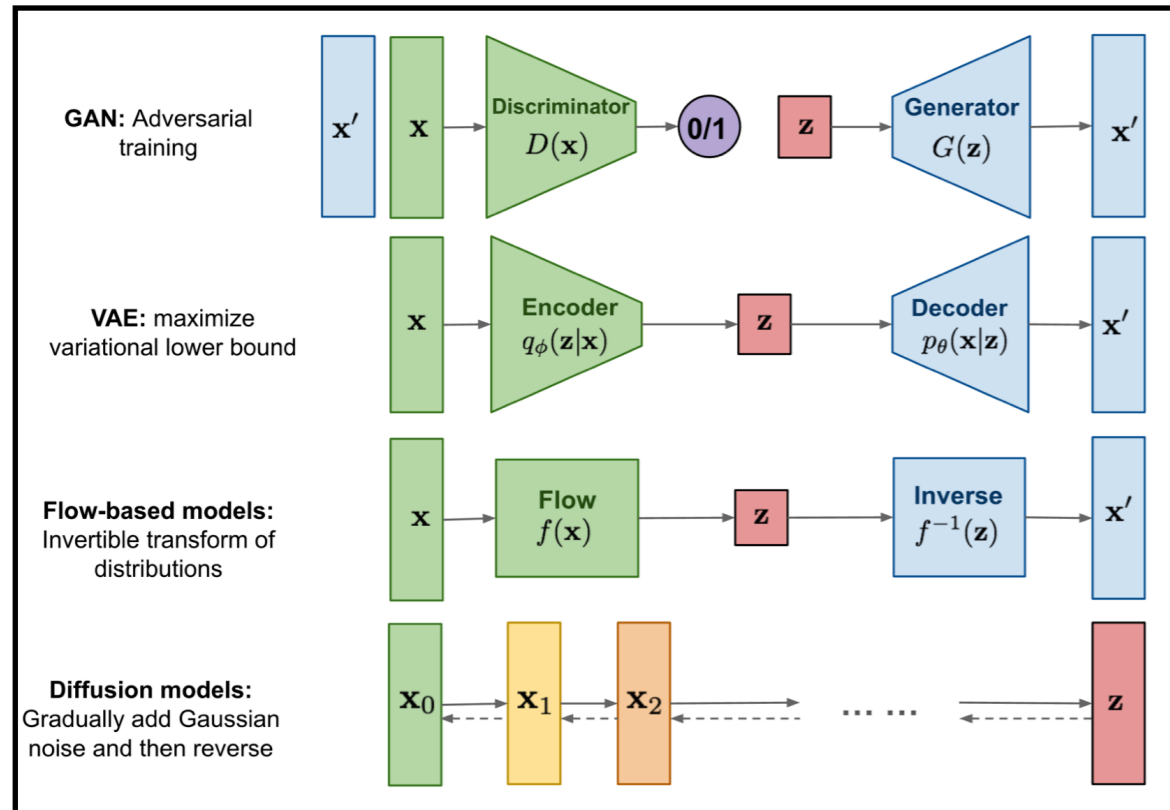 GAN: Adversarial
training
x′
x
Discriminator
D(x)
0/1
z
Generator
G(z)
x′
VAE: maximize
variational lower bound
x
Encoder
qϕ(z|x)
z
Decoder
pθ(x|z)
x′
Flow-based models:
Invertible transform of
distributions
x
Flow
f(x)
z
Inverse
f⁻¹(z)
x′
Diffusion models:
Gradually add Gaussian
noise and then reverse
x₀
x₁
x₂
... ...
z